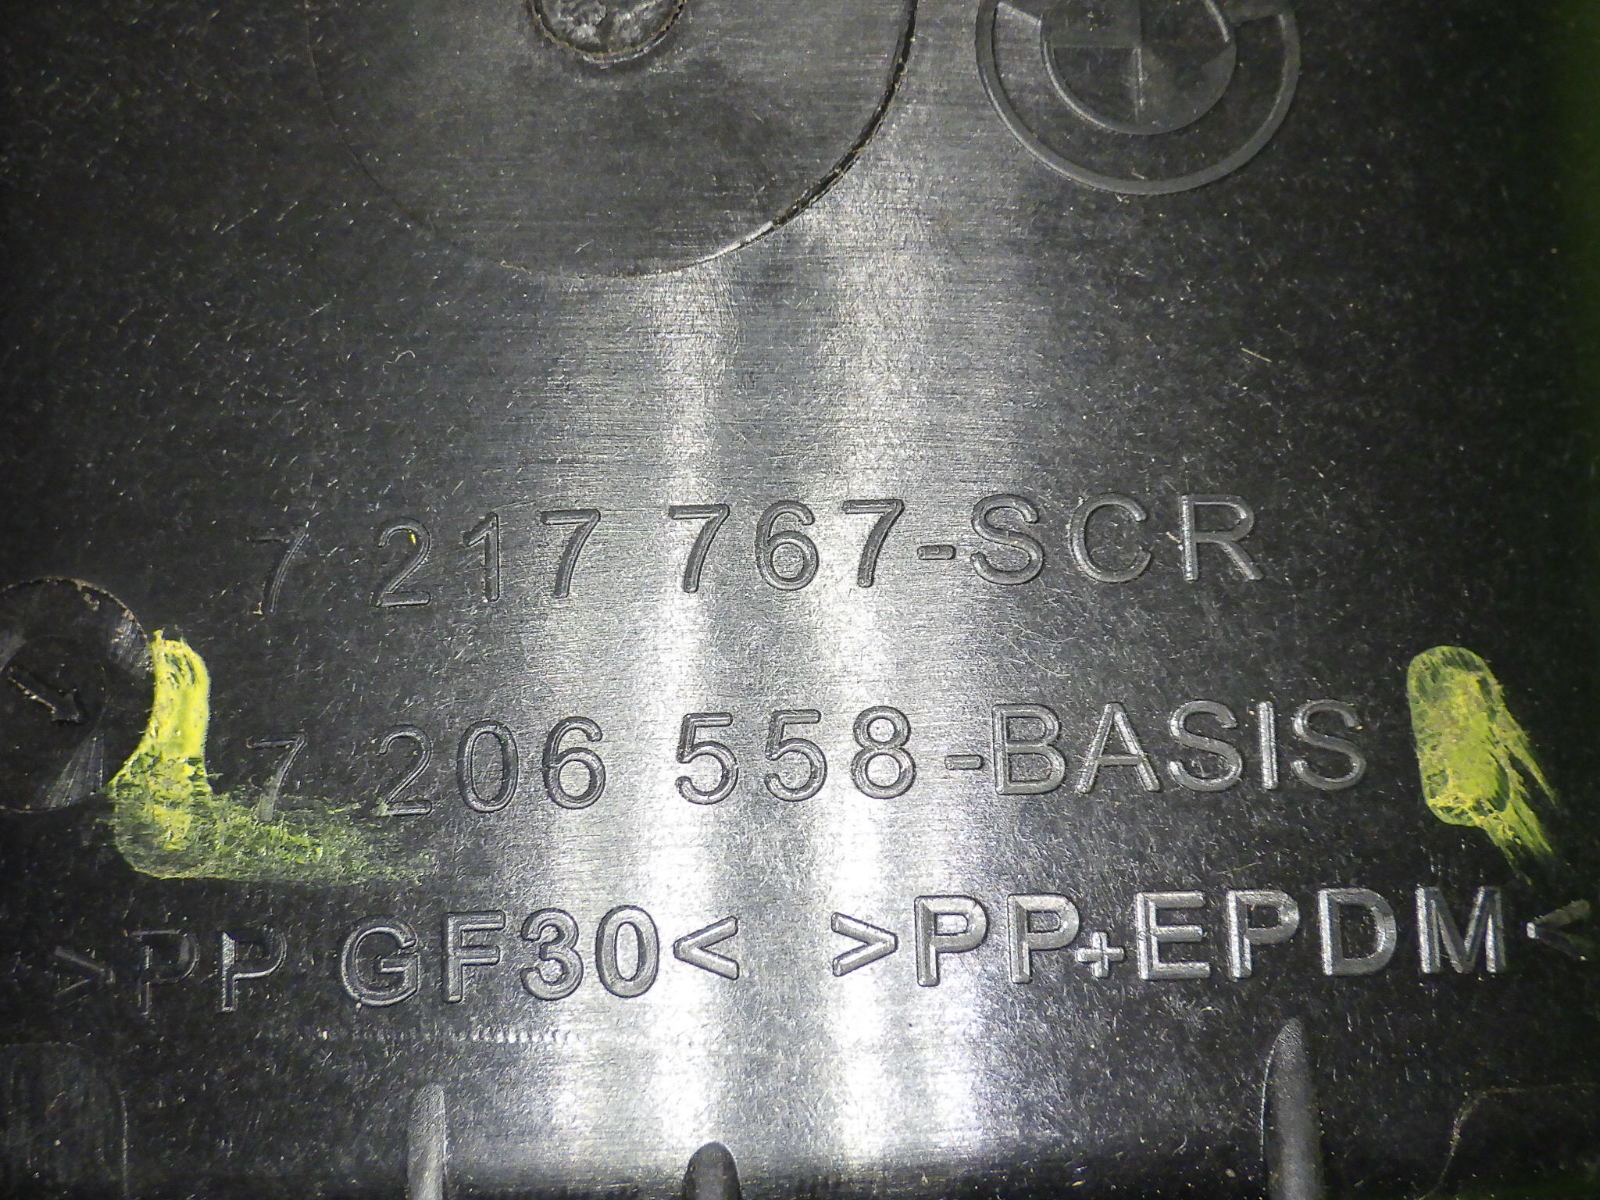 7 217 767-SCR
7 206 558-BASIS
>PP GF30< >PP+EPDM<